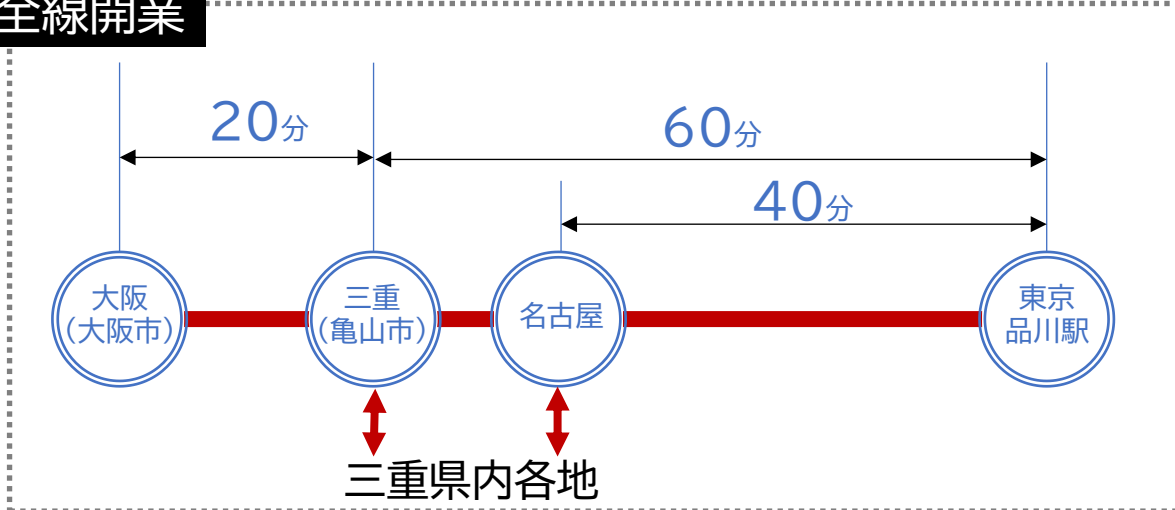 全線開業
20分
60分
40分
大阪
(大阪市)
三重
(亀山市)
名古屋
東京
品川駅
三重県内各地